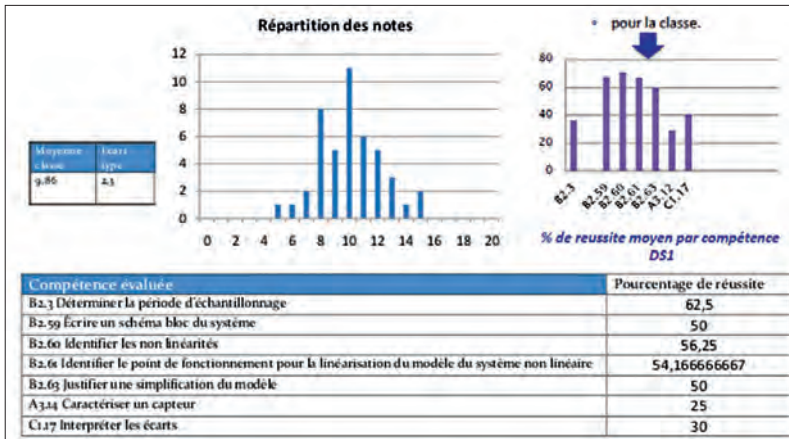 Répartition des notes
12
10
8
6
4
2
0
0 2 4 6 8 10 12 14 16 18 20
Moyenne classe Ecart type
9,86 2,3
• pour la classe.
80
60
40
20
0
B2.3 B2.59 B2.60 B2.61 B2.63 A3.12 C1.17
% de reussite moyen par compétence
DS1
Compétence évaluée Pourcentage de réussite
B2.3 Déterminer la période d'échantillonnage 62,5
B2.59 Écrire un schéma bloc du système 50
B2.60 Identifier les non linéarités 56,25
B2.61 Identifier le point de fonctionnement pour la linéarisation du modèle du système non linéaire 54,166666667
B2.63 Justifier une simplification du modèle 50
A3.14 Caractériser un capteur 25
C1.17 Interpréter les écarts 30